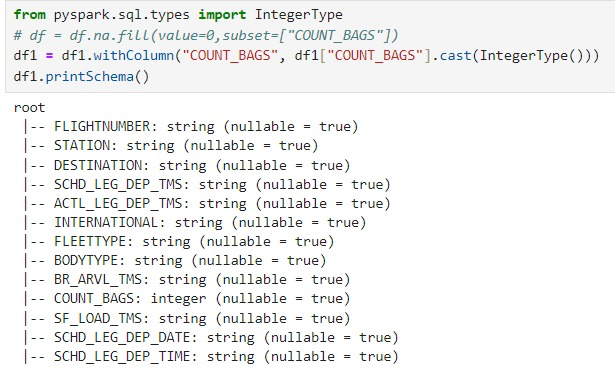 from pyspark.sql.types import IntegerType
# df = df.na.fill(value=0,subset=["COUNT_BAGS"])
df1 = df1.withColumn("COUNT_BAGS", df1["COUNT_BAGS"].cast(IntegerType()))
df1.printSchema()
root
 |-- FLIGHTNUMBER: string (nullable = true)
 |-- STATION: string (nullable = true)
 |-- DESTINATION: string (nullable = true)
 |-- SCHD_LEG_DEP_TMS: string (nullable = true)
 |-- ACTL_LEG_DEP_TMS: string (nullable = true)
 |-- INTERNATIONAL: string (nullable = true)
 |-- FLEETTYPE: string (nullable = true)
 |-- BODYTYPE: string (nullable = true)
 |-- BR_ARVL_TMS: string (nullable = true)
 |-- COUNT_BAGS: integer (nullable = true)
 |-- SF_LOAD_TMS: string (nullable = true)
 |-- SCHD_LEG_DEP_DATE: string (nullable = true)
 |-- SCHD_LEG_DEP_TIME: string (nullable = true)